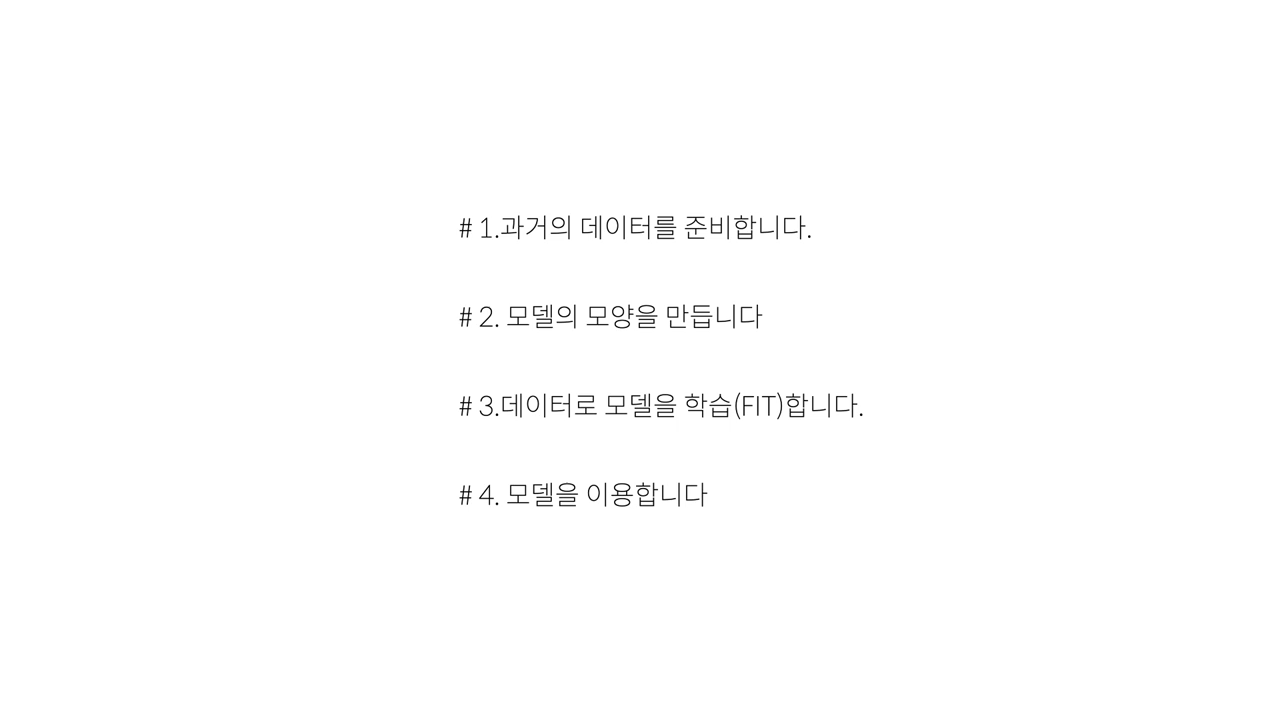 # 1.과거의 데이터를 준비합니다.
# 2. 모델의 모양을 만듭니다
# 3.데이터로 모델을 학습(FIT)합니다.
# 4. 모델을 이용합니다